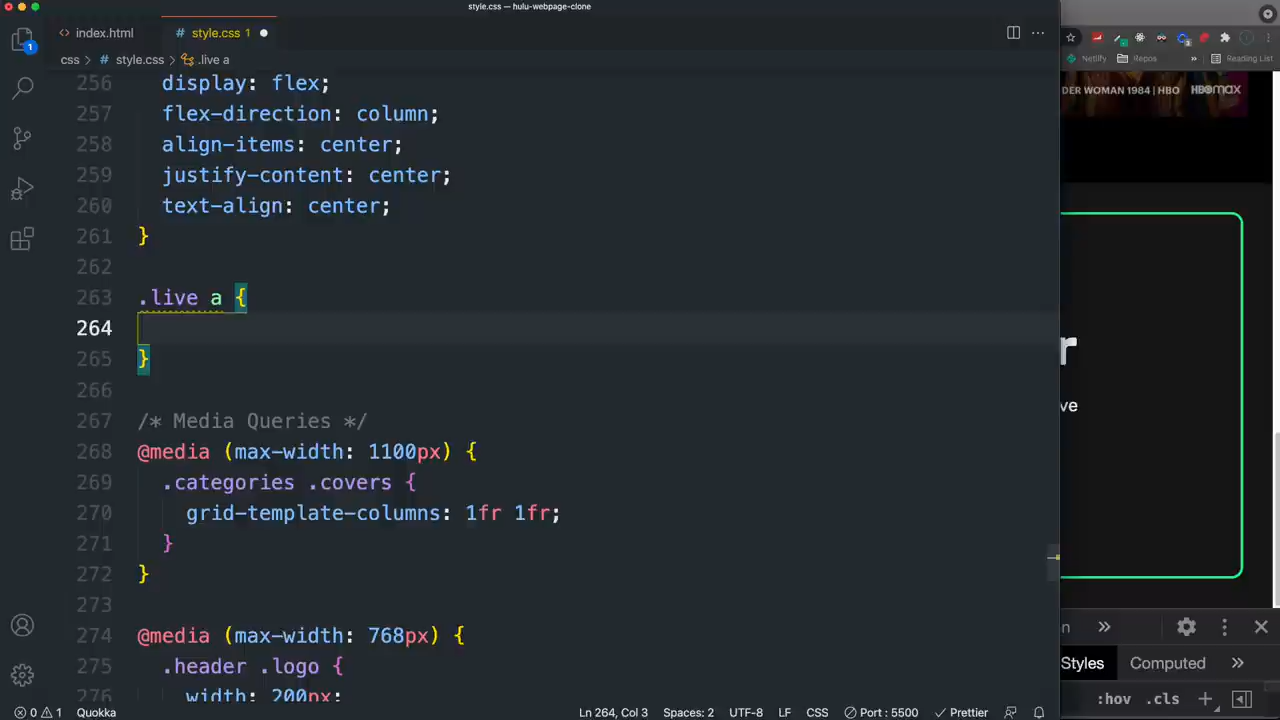 style.css — hulu-webpage-clone
index.html
style.css 1
css > style.css > .live a
256 display: flex;
257 flex-direction: column;
258 align-items: center;
259 justify-content: center;
260 text-align: center;
261 }
262
263 .live a {
264
265 }
266
267 /* Media Queries */
268 @media (max-width: 1100px) {
269 .categories .covers {
270 grid-template-columns: 1fr 1fr;
271 }
272 }
273
274 @media (max-width: 768px) {
275 .header .logo {
276 width: 200px;
1
0 1 Quokka Ln 264, Col 3 Spaces: 2 UTF-8 LF CSS Port : 5500 Prettier
Netlify Repos » Reading List
DER WOMAN 1984 | HBO HBOMAX
r
ve
n »
Styles Computed »
:hov .cls +